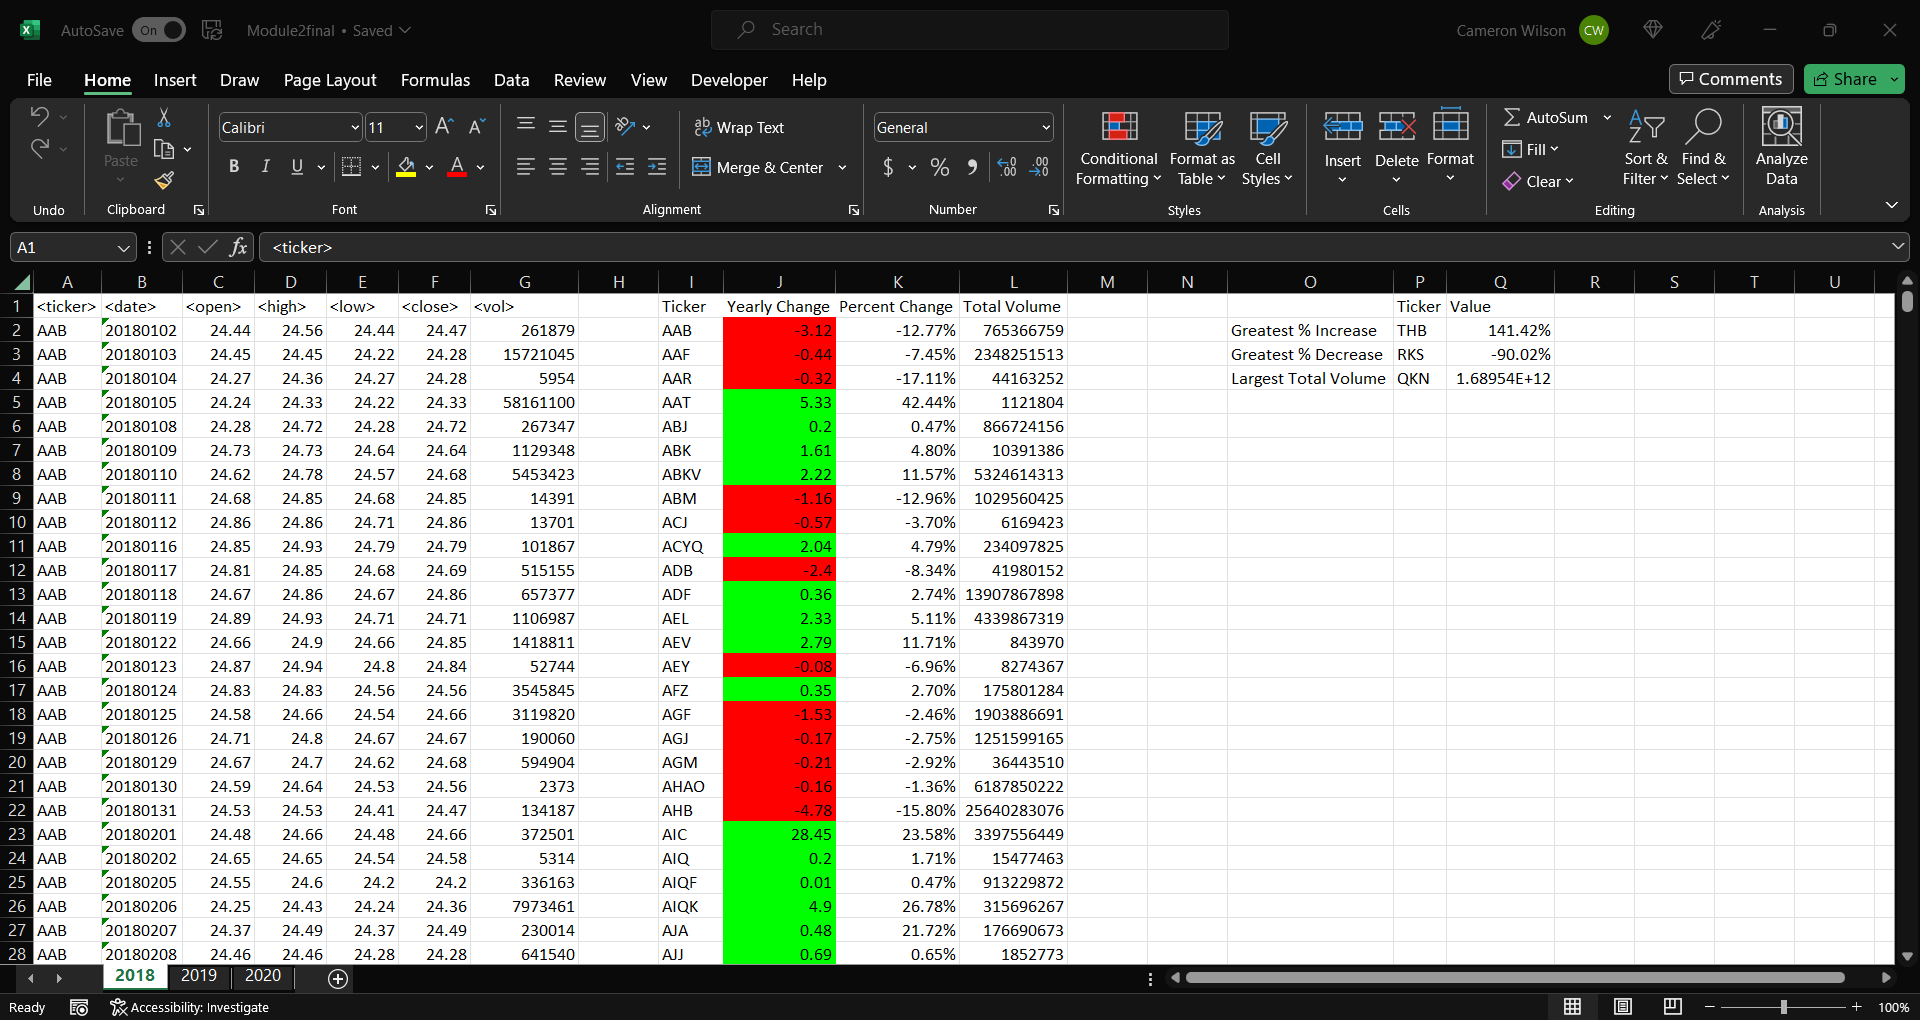 AutoSave On Module2final • Saved Search Cameron Wilson CW
File Home Insert Draw Page Layout Formulas Data Review View Developer Help Comments Share
Calibri 11 Wrap Text General AutoSum
Paste B I U A Merge & Center $ % Conditional Formatting Format as Table Cell Styles Insert Delete Format Fill Clear Sort & Filter Find & Select Analyze Data
Undo Clipboard Font Alignment Number Styles Cells Editing Analysis
A1 fx <ticker>
A B C D E F G H I J K L M N O P Q R S T U
1 <ticker> <date> <open> <high> <low> <close> <vol> Ticker Yearly Change Percent Change Total Volume Ticker Value
2 AAB 20180102 24.44 24.56 24.44 24.47 261879 AAB -3.12 -12.77% 765366759 Greatest % Increase THB 141.42%
3 AAB 20180103 24.45 24.45 24.22 24.28 15721045 AAF -0.44 -7.45% 2348251513 Greatest % Decrease RKS -90.02%
4 AAB 20180104 24.27 24.36 24.27 24.28 5954 AAR -0.32 -17.11% 44163252 Largest Total Volume QKN 1.68954E+12
5 AAB 20180105 24.24 24.33 24.22 24.33 58161100 AAT 5.33 42.44% 1121804
6 AAB 20180108 24.28 24.72 24.28 24.72 267347 ABJ 0.2 0.47% 866724156
7 AAB 20180109 24.73 24.73 24.64 24.64 1129348 ABK 1.61 4.80% 10391386
8 AAB 20180110 24.62 24.78 24.57 24.68 5453423 ABKV 2.22 11.57% 5324614313
9 AAB 20180111 24.68 24.85 24.68 24.85 14391 ABM -1.16 -12.96% 1029560425
10 AAB 20180112 24.86 24.86 24.71 24.86 13701 ACJ -0.57 -3.70% 6169423
11 AAB 20180116 24.85 24.93 24.79 24.79 101867 ACYQ 2.04 4.79% 234097825
12 AAB 20180117 24.81 24.85 24.68 24.69 515155 ADB -2.4 -8.34% 41980152
13 AAB 20180118 24.67 24.86 24.67 24.86 657377 ADF 0.36 2.74% 13907867898
14 AAB 20180119 24.89 24.93 24.71 24.71 1106987 AEL 2.33 5.11% 4339867319
15 AAB 20180122 24.66 24.9 24.66 24.85 1418811 AEV 2.79 11.71% 843970
16 AAB 20180123 24.87 24.94 24.8 24.84 52744 AEY -0.08 -6.96% 8274367
17 AAB 20180124 24.83 24.83 24.56 24.56 3545845 AFZ 0.35 2.70% 175801284
18 AAB 20180125 24.58 24.66 24.54 24.66 3119820 AGF -1.53 -2.46% 1903886691
19 AAB 20180126 24.71 24.8 24.67 24.67 190060 AGJ -0.17 -2.75% 1251599165
20 AAB 20180129 24.67 24.7 24.62 24.68 594904 AGM -0.21 -2.92% 36443510
21 AAB 20180130 24.59 24.64 24.53 24.56 2373 AHAO -0.16 -1.36% 6187850222
22 AAB 20180131 24.53 24.53 24.41 24.47 134187 AHB -4.78 -15.80% 25640283076
23 AAB 20180201 24.48 24.66 24.48 24.66 372501 AIC 28.45 23.58% 3397556449
24 AAB 20180202 24.65 24.65 24.54 24.58 5314 AIQ 0.2 1.71% 15477463
25 AAB 20180205 24.55 24.6 24.2 24.2 336163 AIQF 0.01 0.47% 913229872
26 AAB 20180206 24.25 24.43 24.24 24.36 7973461 AIQK 4.9 26.78% 315696267
27 AAB 20180207 24.37 24.49 24.37 24.49 230014 AJA 0.48 21.72% 176690673
28 AAB 20180208 24.46 24.46 24.28 24.28 641540 AJJ 0.69 0.65% 1852773
2018 2019 2020
Ready Accessibility: Investigate 100%